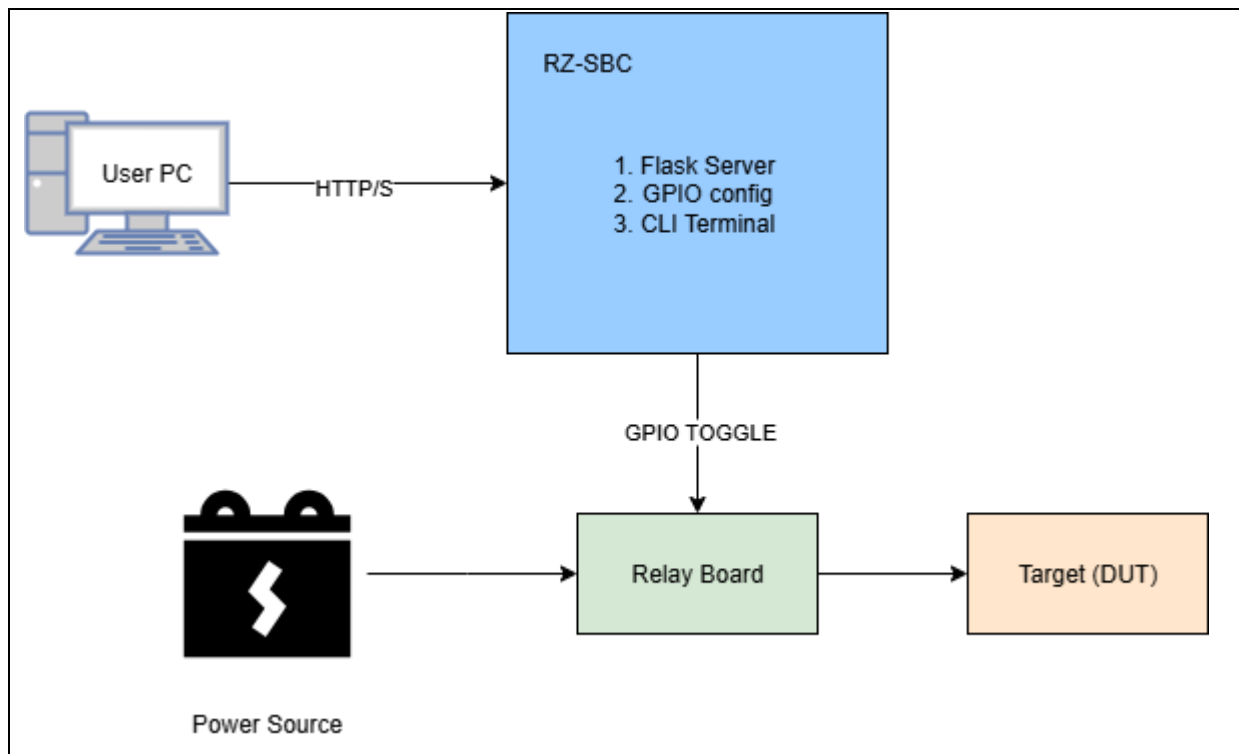 RZ-SBC
User PC
HTTP/S
1. Flask Server
2. GPIO config
3. CLI Terminal
GPIO TOGGLE
Relay Board
Target (DUT)
Power Source